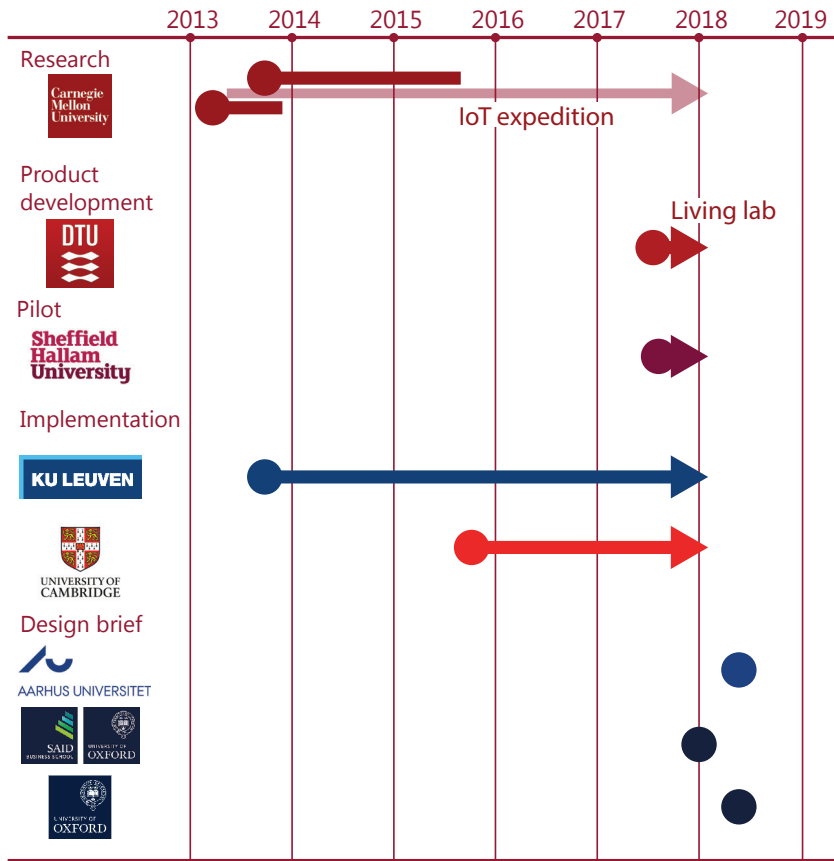 2013 2014 2015 2016 2017 2018 2019
Research
Carnegie
Mellon
University
IoT expedition
Product
development
DTU
Living lab
Pilot
Sheffield
Hallam
University
Implementation
KU LEUVEN
UNIVERSITY OF
CAMBRIDGE
Design brief
AARHUS UNIVERSITET
SAID
BUSINESS SCHOOL
UNIVERSITY OF
OXFORD
UNIVERSITY OF
OXFORD